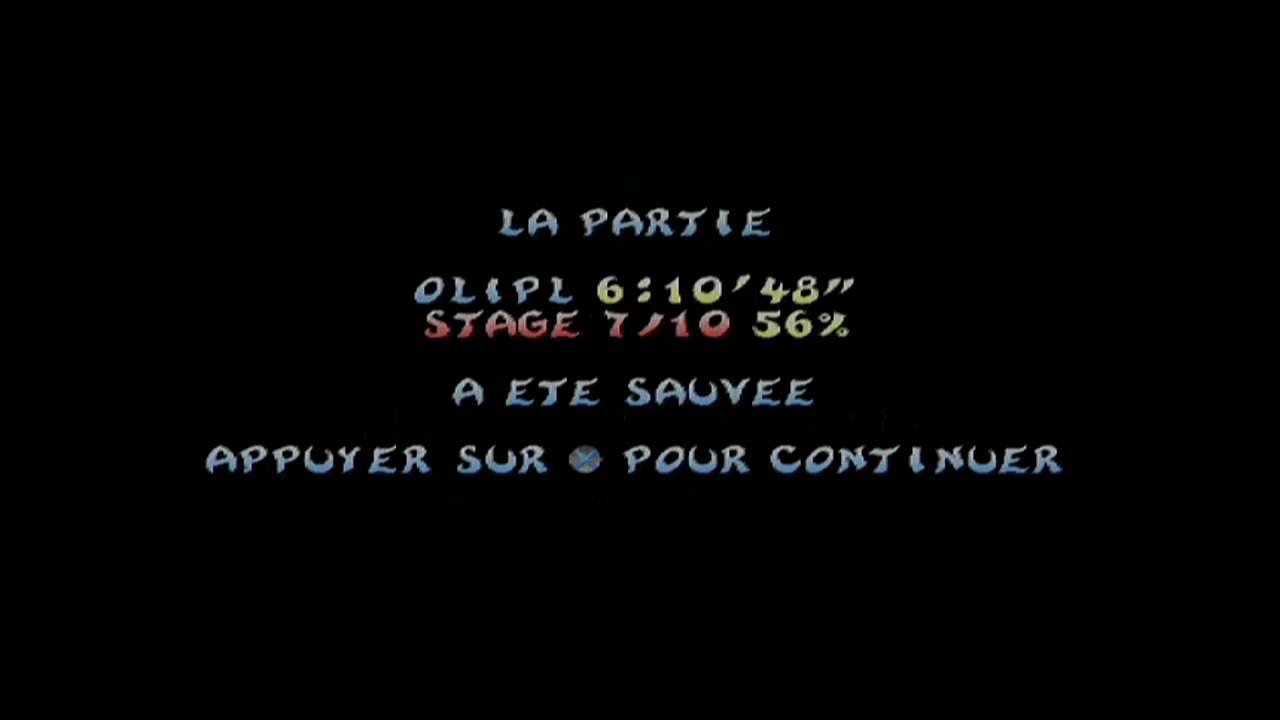 LA PARTIE
OLIPL 6:10'48"
STAGE 7/10 56%
A ETE SAUVEE
APPUYER SUR ⓧ POUR CONTINUER